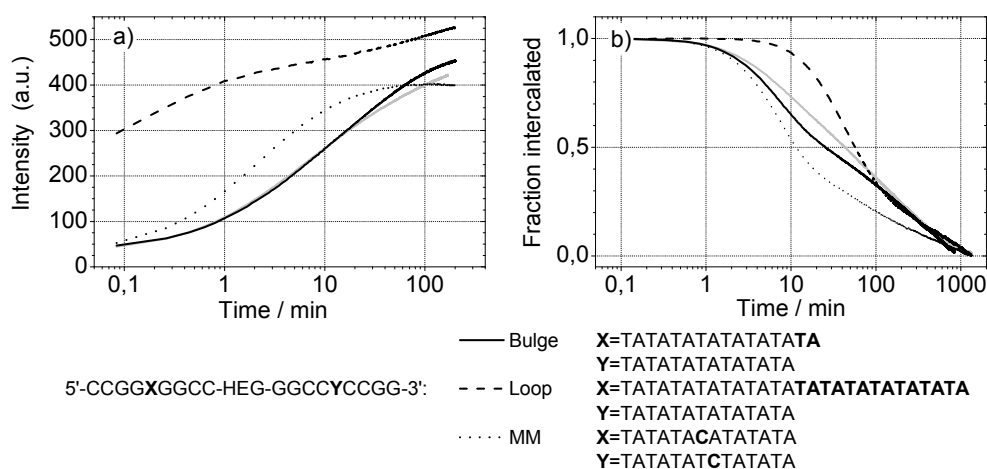 a)
Intensity (a.u.)
500
400
300
200
100
0
0,1 1 10 100
Time / min
b)
Fraction intercalated
1,0
0,5
0,0
0,1 1 10 100 1000
Time / min
5'-CCGGXGGCC-HEG-GGCCYCCGG-3':
Bulge X=TATATATATATATATA
Y=TATATATATATATA
Loop X=TATATATATATATATATATATATATATA
Y=TATATATATATATA
MM X=TATATACATATATA
Y=TATATATCTATATA